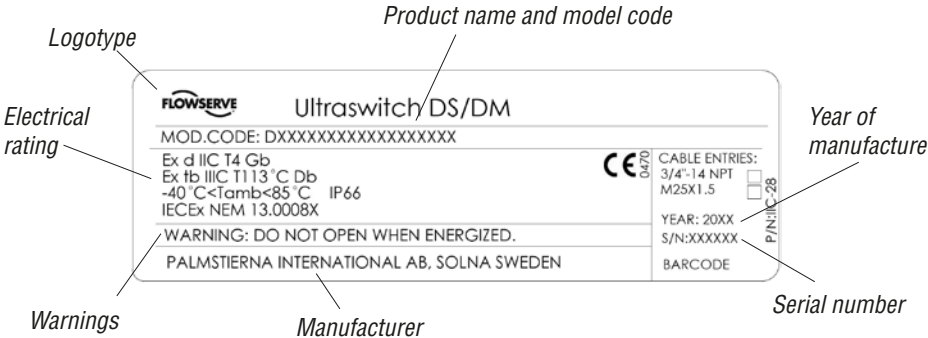 Product name and model code
Logotype
FLOWSERVE
Ultraswitch DS/DM
Electrical
rating
Year of
manufacture
MOD.CODE: DXXXXXXXXXXXXXXXXXX
Ex d IIC T4 Gb
Ex tb IIIC T113°C Db
-40°C<Tamb<85°C IP66
IECEx NEM 13.0008X
CE 0470
CABLE ENTRIES:
3/4"-14 NPT
M25X1.5
YEAR: 20XX
S/N:XXXXXX
P/N:IIC-28
WARNING: DO NOT OPEN WHEN ENERGIZED.
PALMSTIERNA INTERNATIONAL AB, SOLNA SWEDEN
BARCODE
Warnings
Manufacturer
Serial number